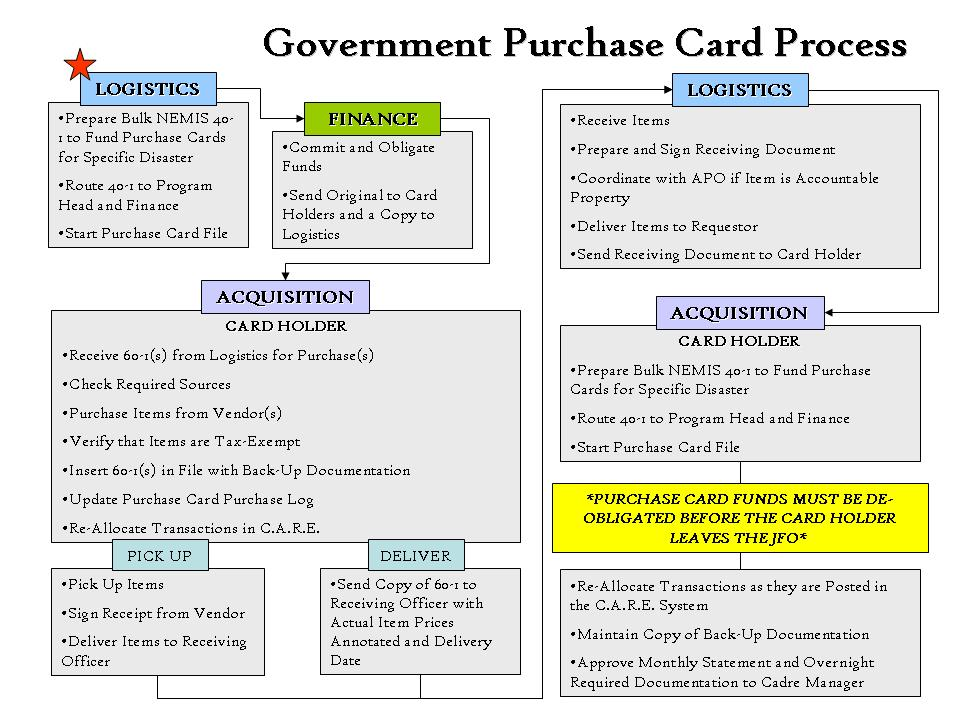 Government Purchase Card Process
LOGISTICS
•Prepare Bulk NEMIS 40-
1 to Fund Purchase Cards
for Specific Disaster
•Route 40-1 to Program
Head and Finance
•Start Purchase Card File
FINANCE
•Commit and Obligate
Funds
•Send Original to Card
Holders and a Copy to
Logistics
ACQUISITION
CARD HOLDER
•Receive 60-1(s) from Logistics for Purchase(s)
•Check Required Sources
•Purchase Items from Vendor(s)
•Verify that Items are Tax-Exempt
•Insert 60-1(s) in File with Back-Up Documentation
•Update Purchase Card Purchase Log
•Re-Allocate Transactions in C.A.R.E.
PICK UP
•Pick Up Items
•Sign Receipt from Vendor
•Deliver Items to Receiving
Officer
DELIVER
•Send Copy of 60-1 to
Receiving Officer with
Actual Item Prices
Annotated and Delivery
Date
LOGISTICS
•Receive Items
•Prepare and Sign Receiving Document
•Coordinate with APO if Item is Accountable
Property
•Deliver Items to Requestor
•Send Receiving Document to Card Holder
ACQUISITION
CARD HOLDER
•Prepare Bulk NEMIS 40-1 to Fund Purchase
Cards for Specific Disaster
•Route 40-1 to Program Head and Finance
•Start Purchase Card File
*PURCHASE CARD FUNDS MUST BE DE-
OBLIGATED BEFORE THE CARD HOLDER
LEAVES THE JFO*
•Re-Allocate Transactions as they are Posted in
the C.A.R.E. System
•Maintain Copy of Back-Up Documentation
•Approve Monthly Statement and Overnight
Required Documentation to Cadre Manager